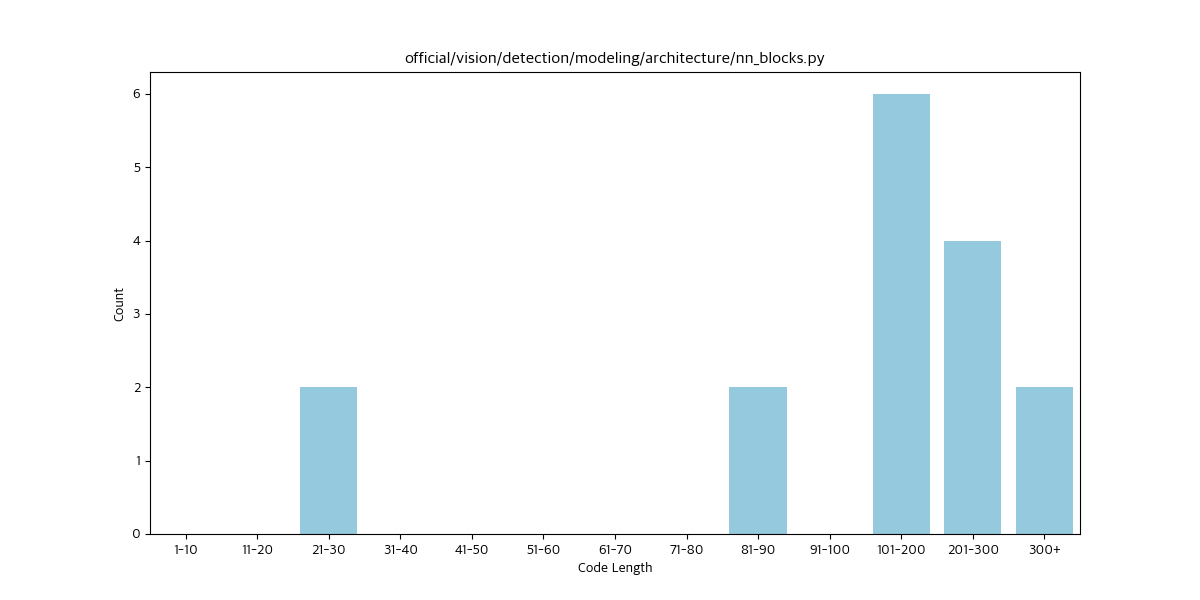 official/vision/detection/modeling/architecture/nn_blocks.py
6
5
4
3
2
1
0
Count
1-10 11-20 21-30 31-40 41-50 51-60 61-70 71-80 81-90 91-100 101-200 201-300 300+
Code Length